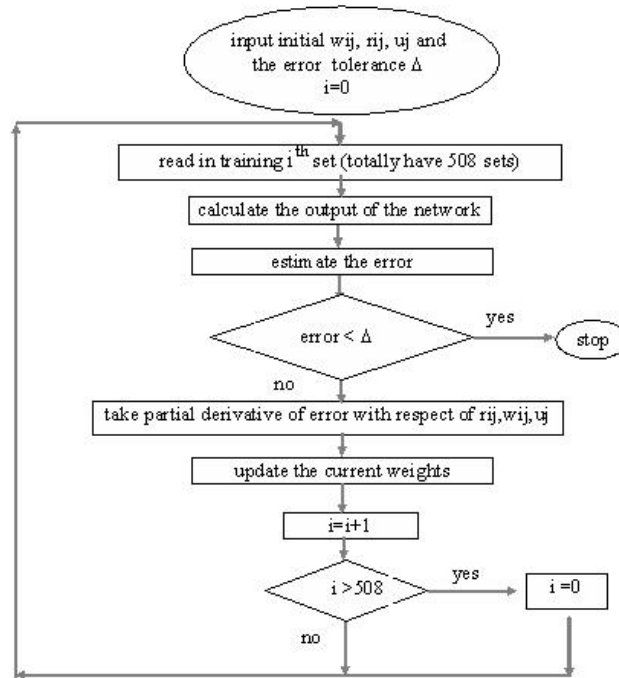 input initial wij, rij, uj and
the error tolerance Δ
i=0
read in training i^th set (totally have 508 sets)
calculate the output of the network
estimate the error
error < Δ
yes
stop
no
take partial derivative of error with respect of rij,wij,uj
update the current weights
i=i+1
i >508
yes
i =0
no